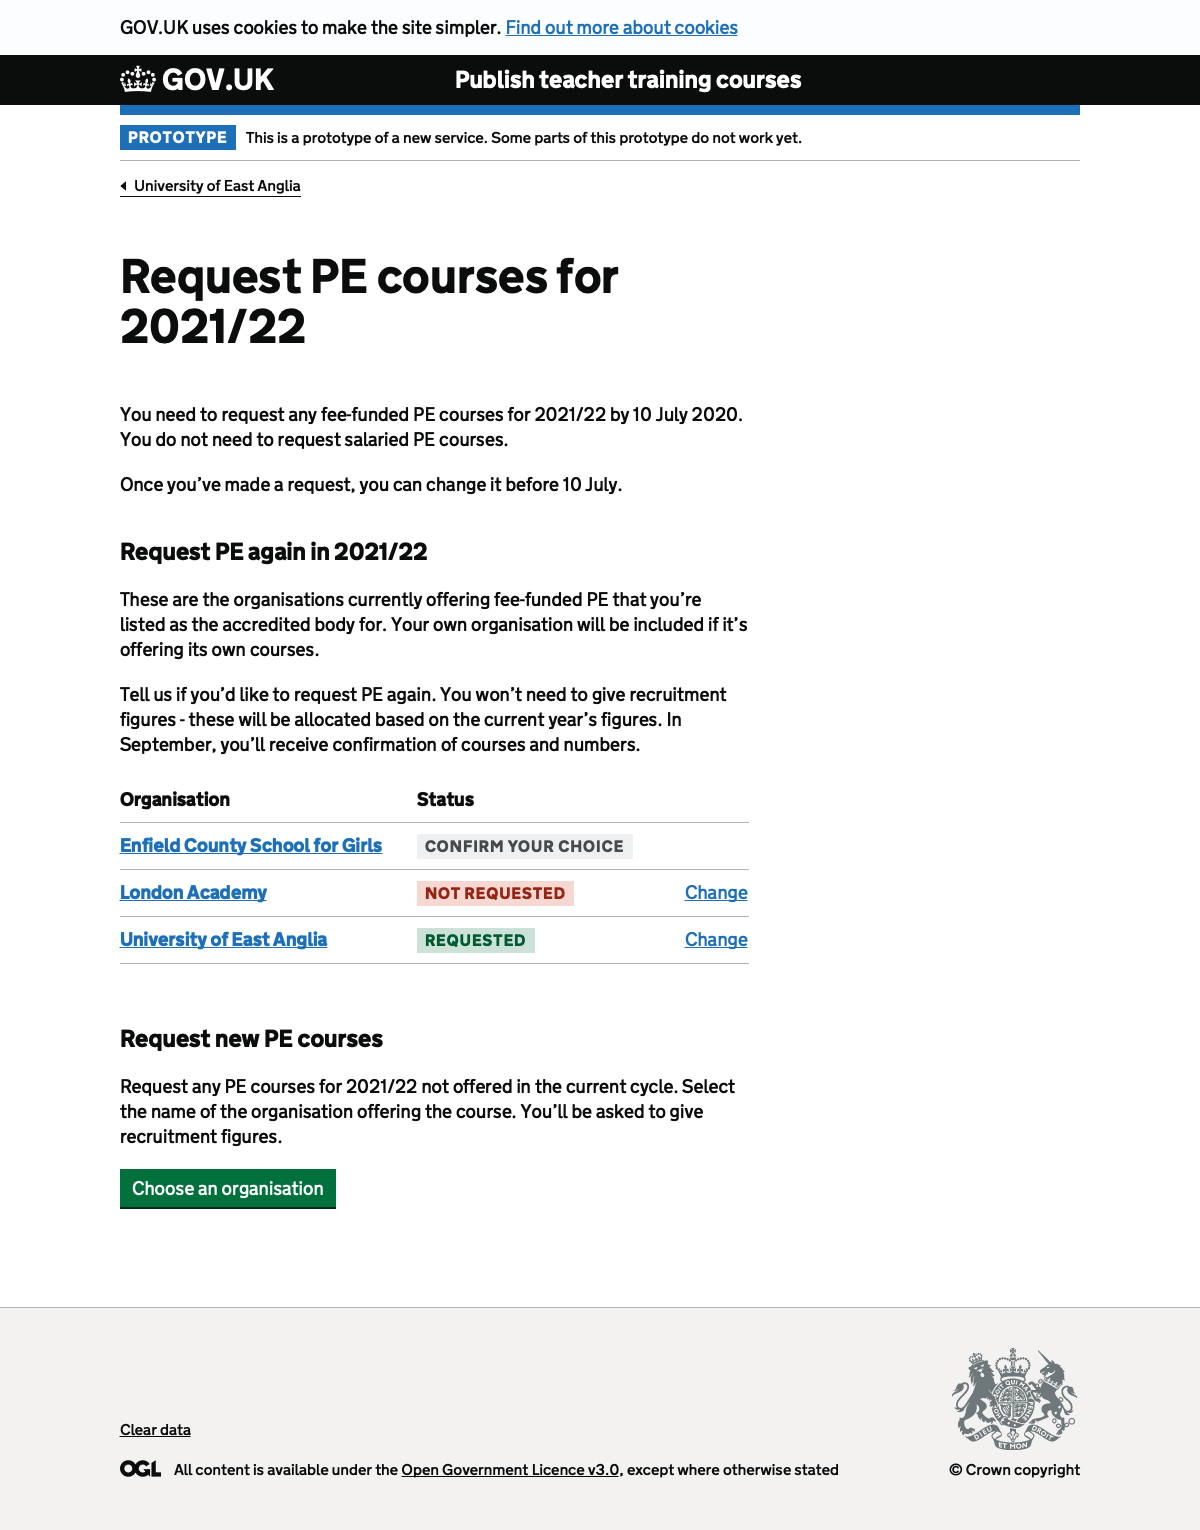 GOV.UK uses cookies to make the site simpler. Find out more about cookies
GOV.UK Publish teacher training courses
PROTOTYPE This is a prototype of a new service. Some parts of this prototype do not work yet.
University of East Anglia
Request PE courses for
2021/22
You need to request any fee-funded PE courses for 2021/22 by 10 July 2020.
You do not need to request salaried PE courses.
Once you’ve made a request, you can change it before 10 July.
Request PE again in 2021/22
These are the organisations currently offering fee-funded PE that you’re
listed as the accredited body for. Your own organisation will be included if it’s
offering its own courses.
Tell us if you’d like to request PE again. You won’t need to give recruitment
figures - these will be allocated based on the current year’s figures. In
September, you’ll receive confirmation of courses and numbers.
Organisation Status
Enfield County School for Girls CONFIRM YOUR CHOICE
London Academy NOT REQUESTED Change
University of East Anglia REQUESTED Change
Request new PE courses
Request any PE courses for 2021/22 not offered in the current cycle. Select
the name of the organisation offering the course. You’ll be asked to give
recruitment figures.
Choose an organisation
Clear data
DIEU ET MON DROIT
OGL All content is available under the Open Government Licence v3.0, except where otherwise stated
© Crown copyright